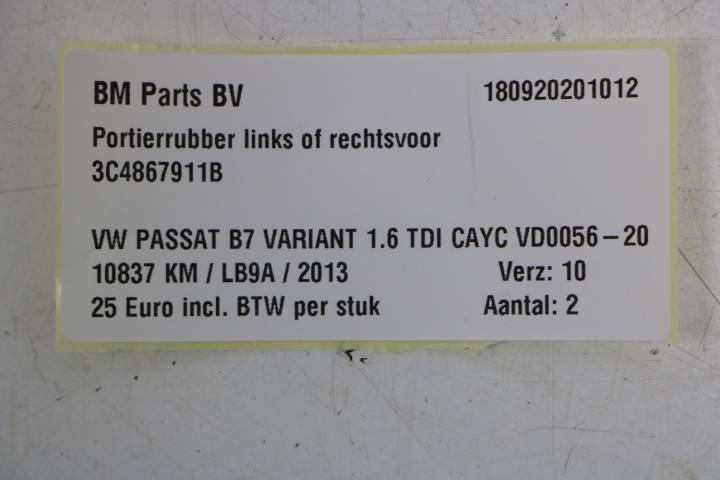 BM Parts BV 180920201012
Portierrubber links of rechtsvoor
3C4867911B
VW PASSAT B7 VARIANT 1.6 TDI CAYC VD0056-20
10837 KM / LB9A / 2013 Verz: 10
25 Euro incl. BTW per stuk Aantal: 2